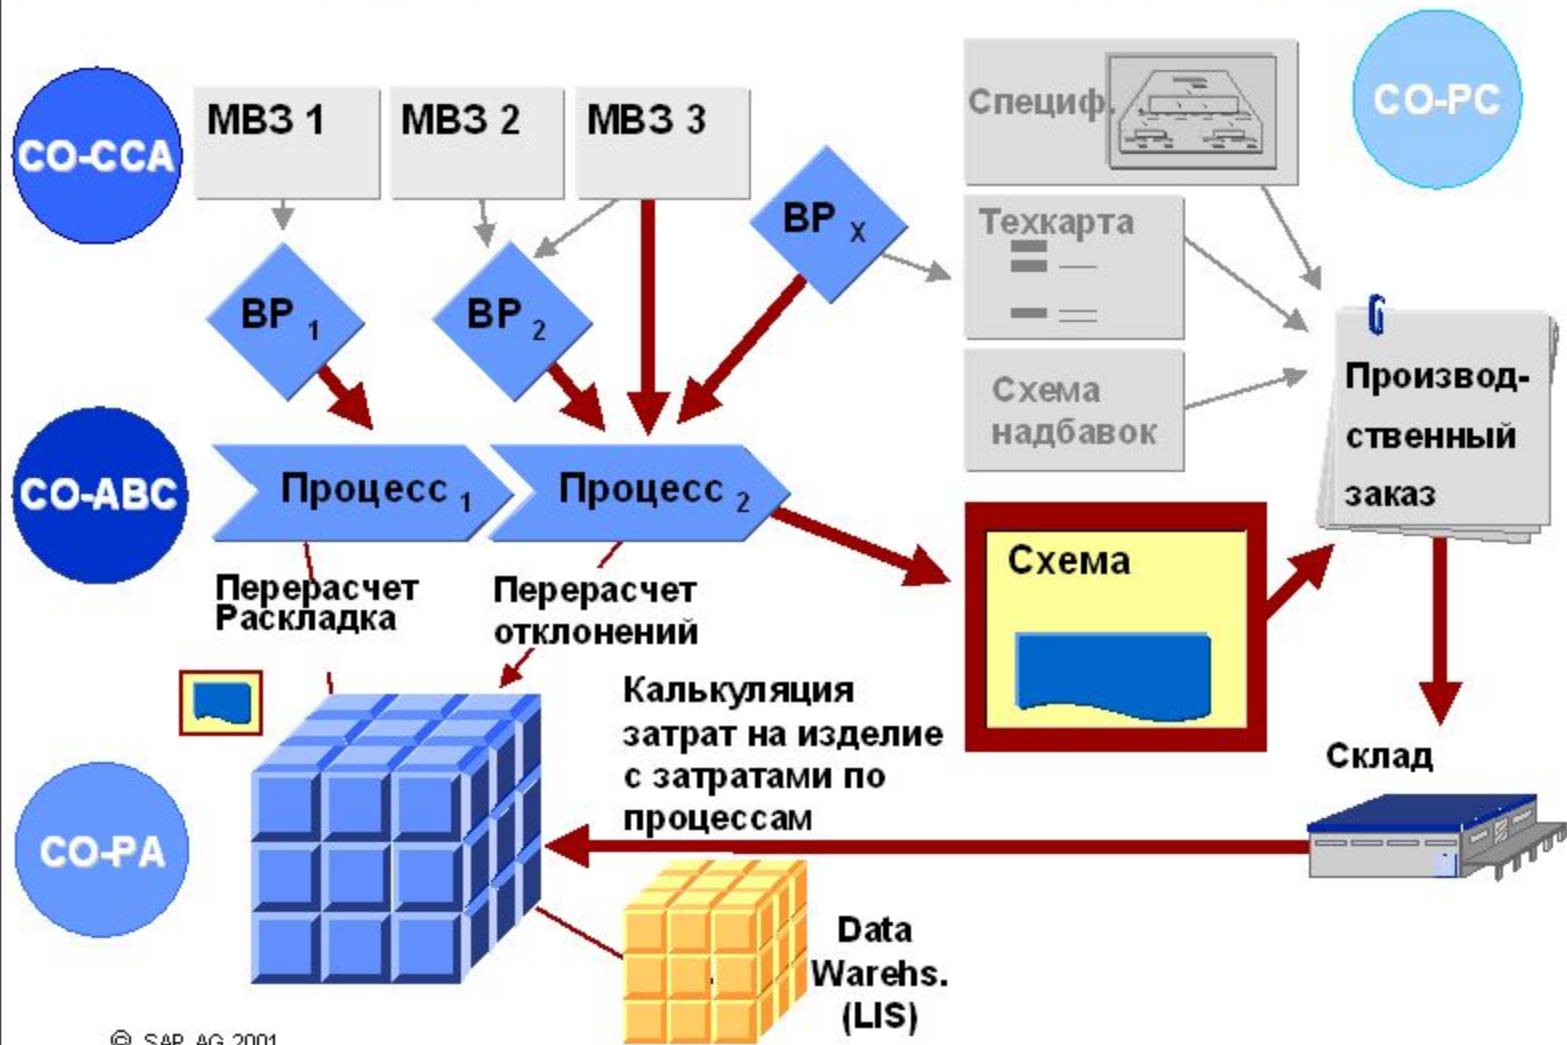 CO-CCA
МВЗ 1
МВЗ 2
МВЗ 3
Специф.
CO-PC
ВР 1
ВР 2
ВР X
Техкарта
Схема
надбавок
Производ-
ственный
заказ
CO-ABC
Процесс 1
Процесс 2
Схема
Перерасчет
Раскладка
Перерасчет
отклонений
Калькуляция
затрат на изделие
с затратами по
процессам
Склад
CO-PA
Data
Warehs.
(LIS)
© SAP AG 2001